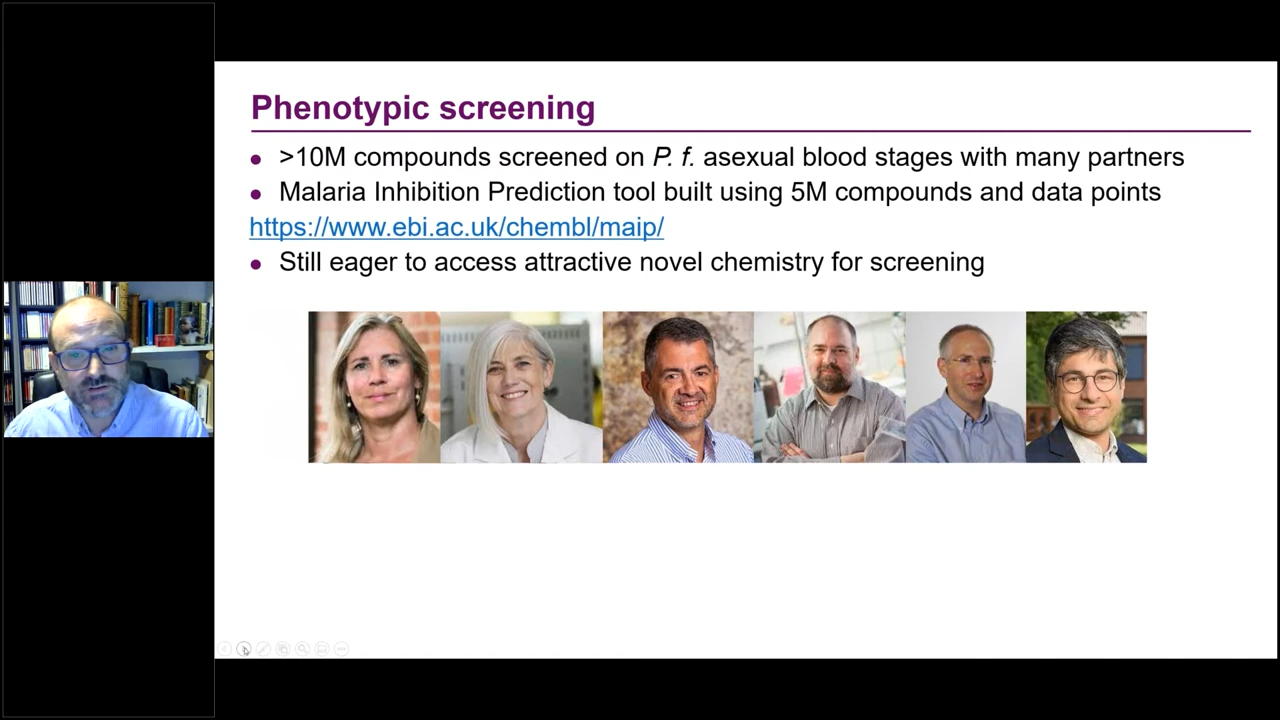 Phenotypic screening
● >10M compounds screened on P. f. asexual blood stages with many partners
● Malaria Inhibition Prediction tool built using 5M compounds and data points
https://www.ebi.ac.uk/chembl/maip/
● Still eager to access attractive novel chemistry for screening